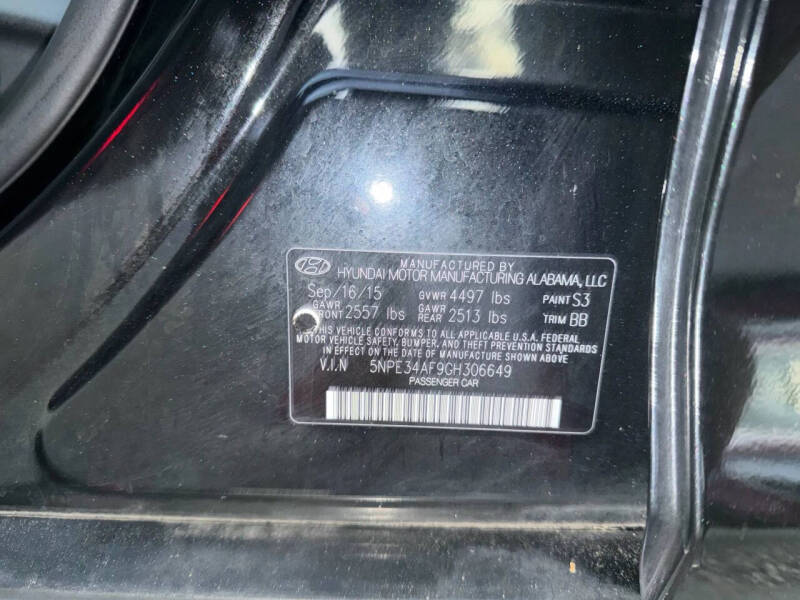 MANUFACTURED BY
HYUNDAI MOTOR MANUFACTURING ALABAMA, LLC
Sep/16/15 GVWR 4497 lbs PAINT S3
GAWR FRONT 2557 lbs GAWR REAR 2513 lbs TRIM BB
THIS VEHICLE CONFORMS TO ALL APPLICABLE U.S.A. FEDERAL
MOTOR VEHICLE SAFETY, BUMPER, AND THEFT PREVENTION STANDARDS
IN EFFECT ON THE DATE OF MANUFACTURE SHOWN ABOVE.
V.I.N 5NPE34AF9GH306649
PASSENGER CAR